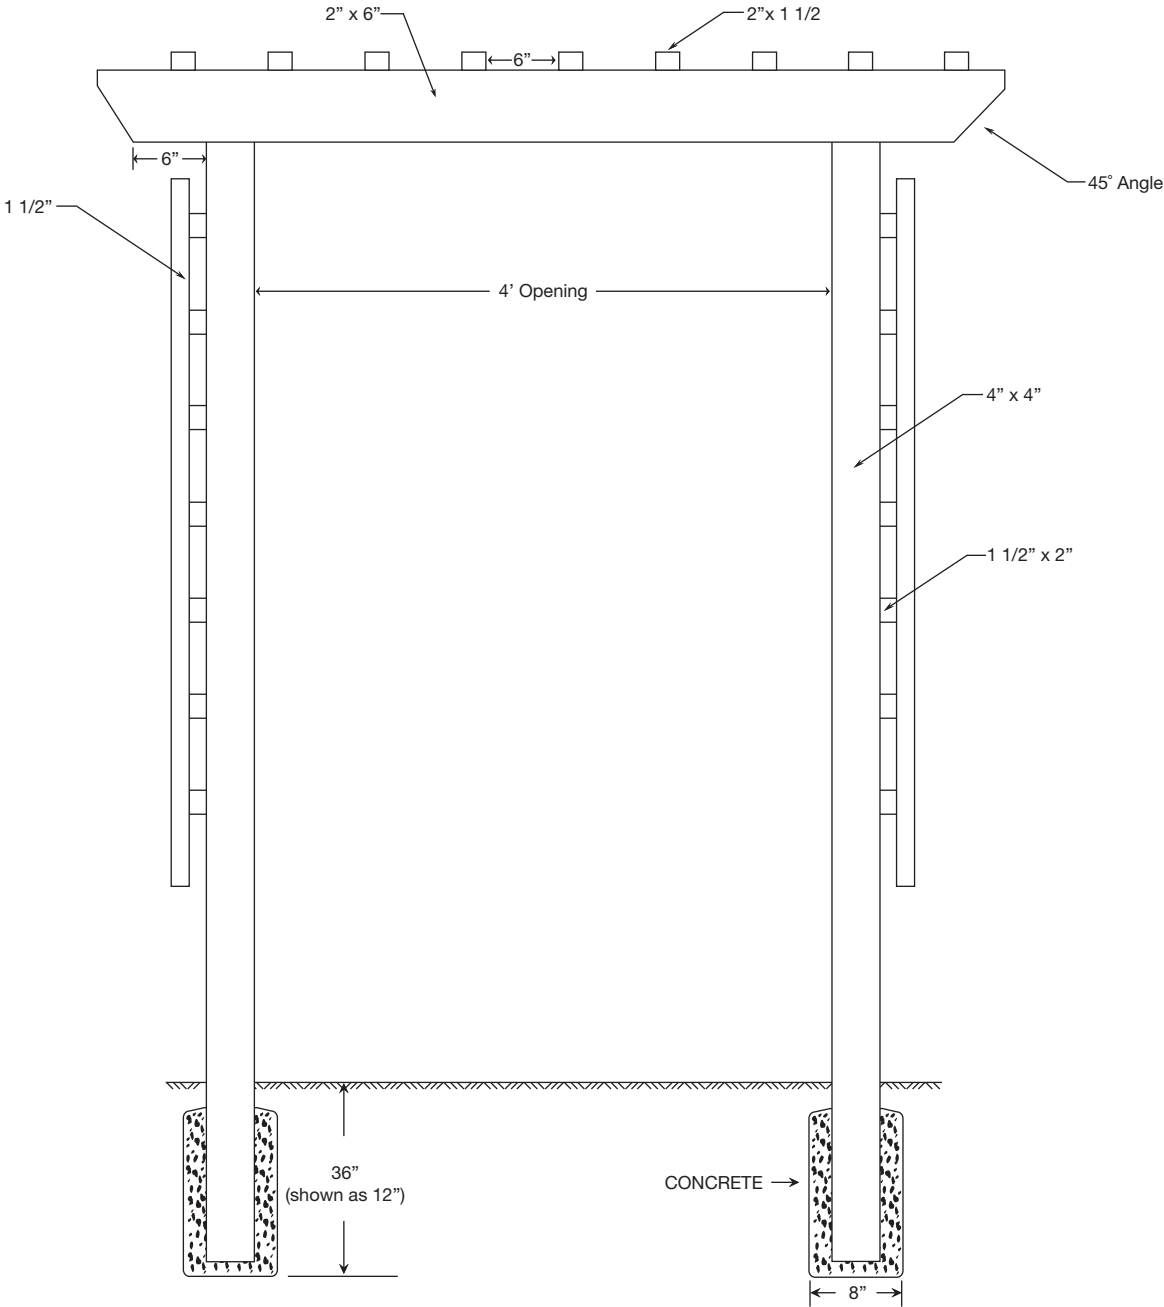 2” x 6”
2”x 1 1/2
6”
6”
45° Angle
1 1/2”
4’ Opening
4” x 4”
1 1/2” x 2”
36”
(shown as 12”)
CONCRETE
8”